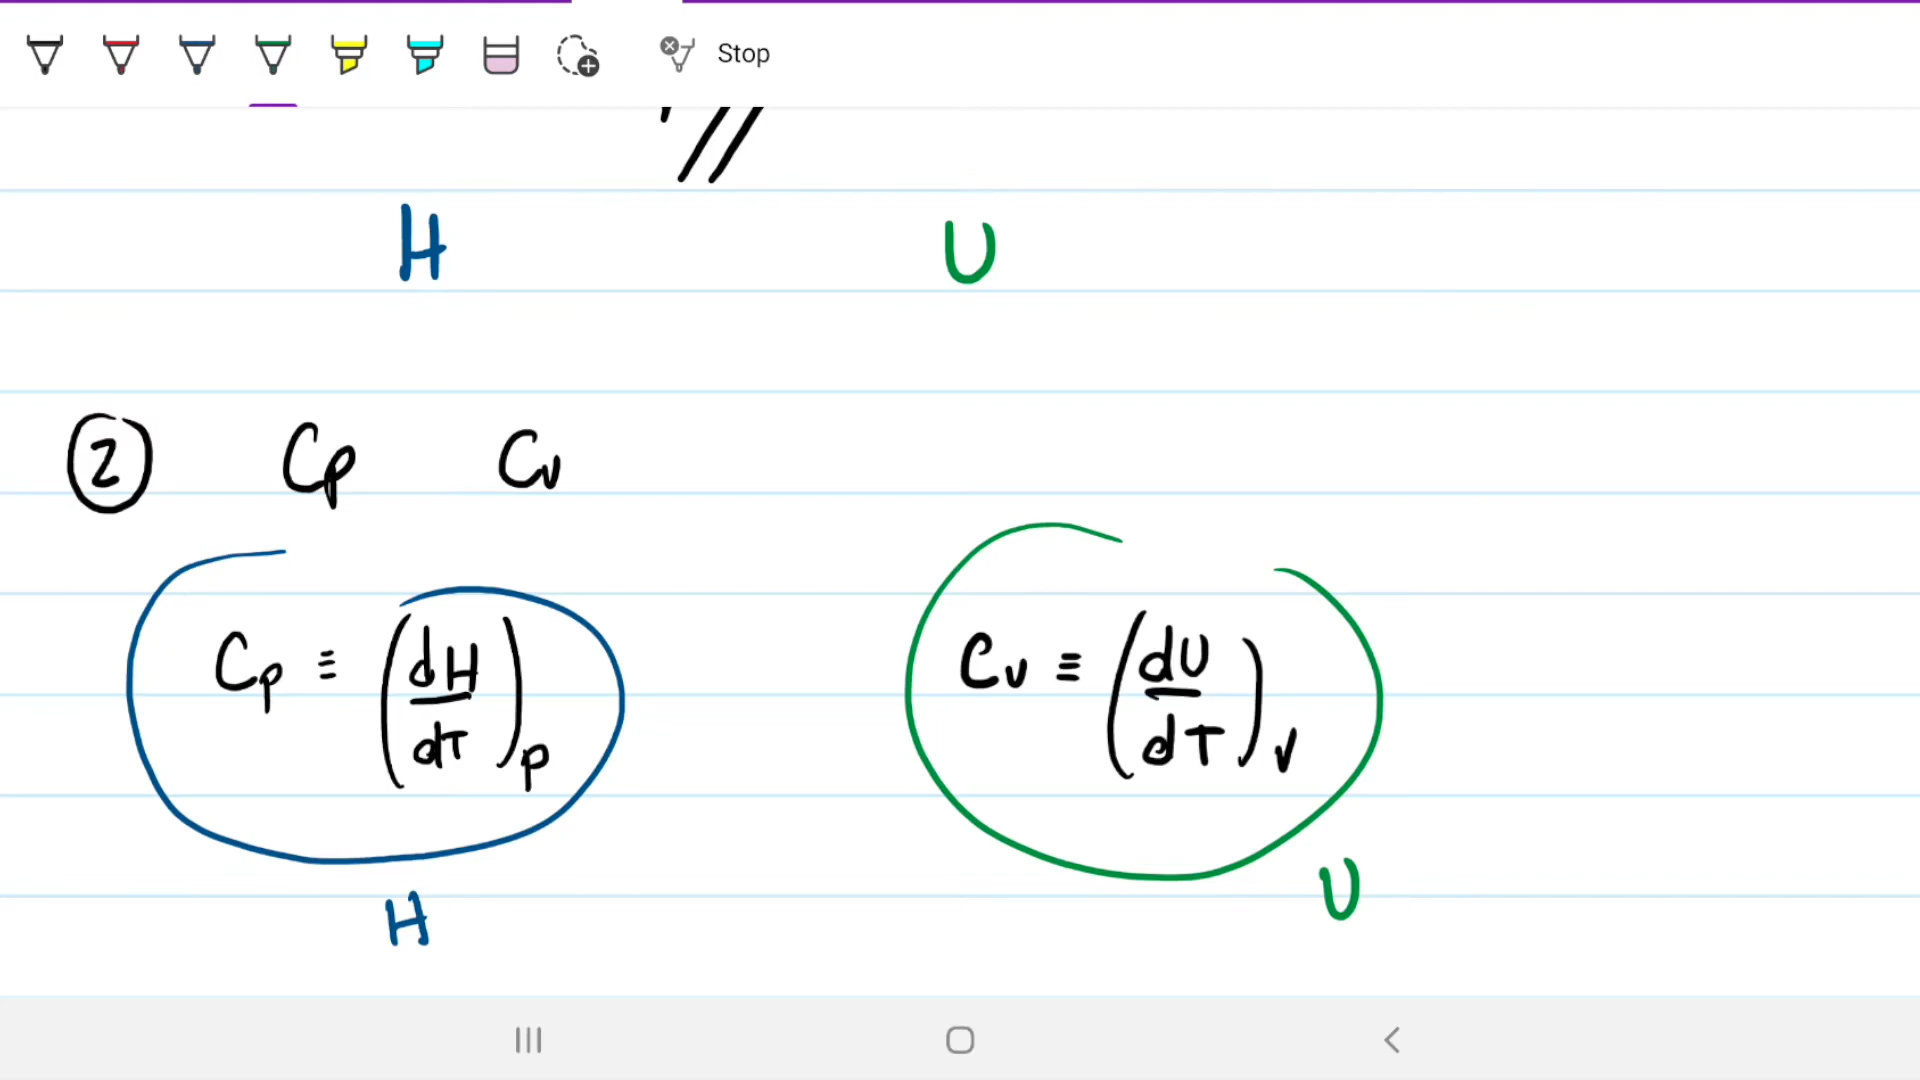 Stop
H U
2 Cp Cv
Cp ≡ (dH/dT)p Cv ≡ (dU/dT)v
H U